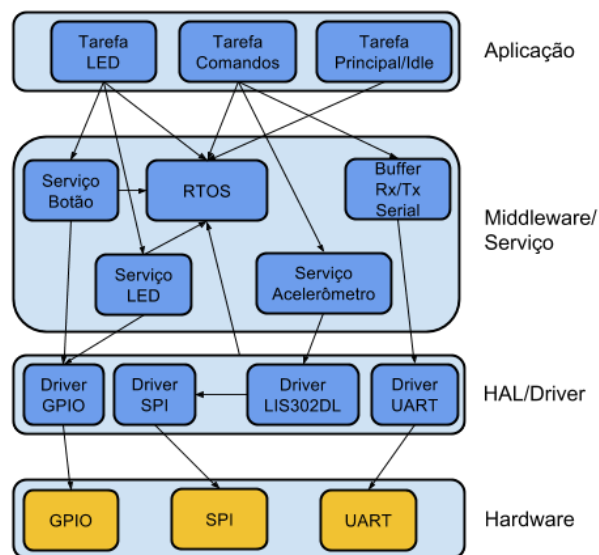 Tarefa
LED
Tarefa
Comandos
Tarefa
Principal/Idle
Aplicação
Serviço
Botão
RTOS
Buffer
Rx/Tx
Serial
Middleware/
Serviço
Serviço
LED
Serviço
Acelerômetro
Driver
GPIO
Driver
SPI
Driver
LIS302DL
Driver
UART
HAL/Driver
GPIO
SPI
UART
Hardware